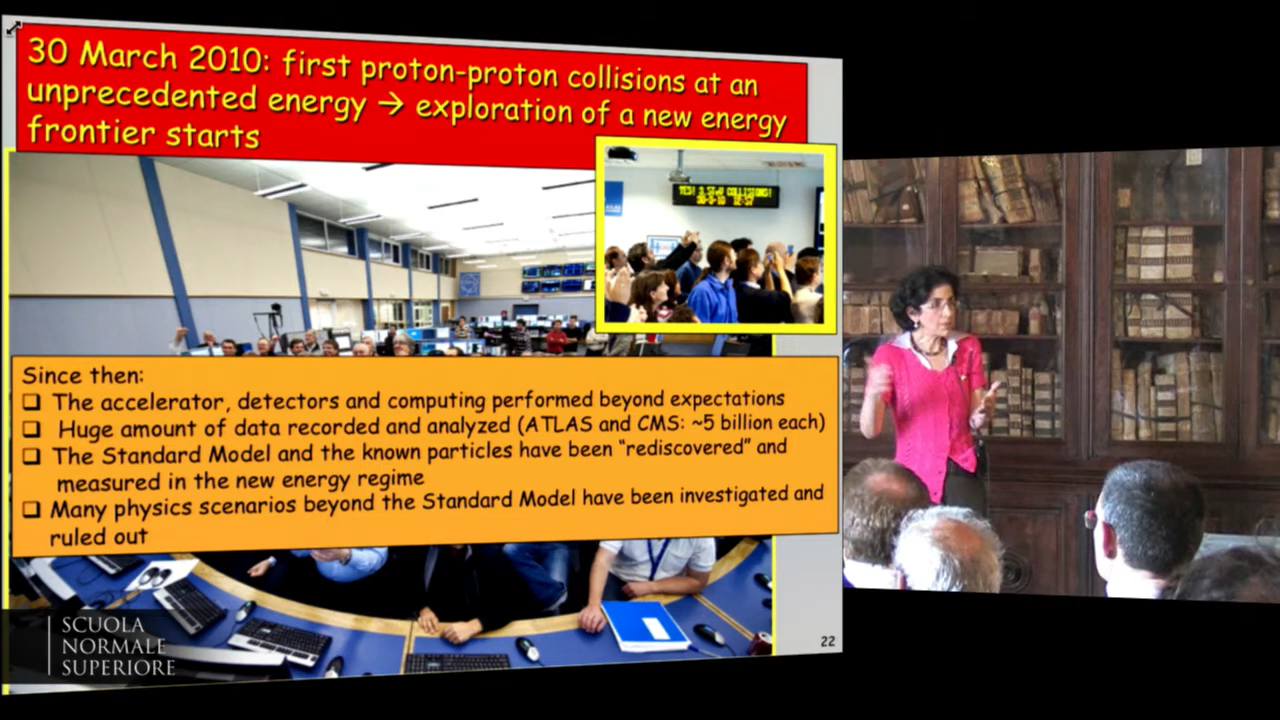 30 March 2010: first proton-proton collisions at an
unprecedented energy → exploration of a new energy
frontier starts
Since then:
❑ The accelerator, detectors and computing performed beyond expectations
❑ Huge amount of data recorded and analyzed (ATLAS and CMS: ~5 billion each)
❑ The Standard Model and the known particles have been “rediscovered” and
measured in the new energy regime
❑ Many physics scenarios beyond the Standard Model have been investigated and
ruled out
22
SCUOLA
NORMALE
SUPERIORE